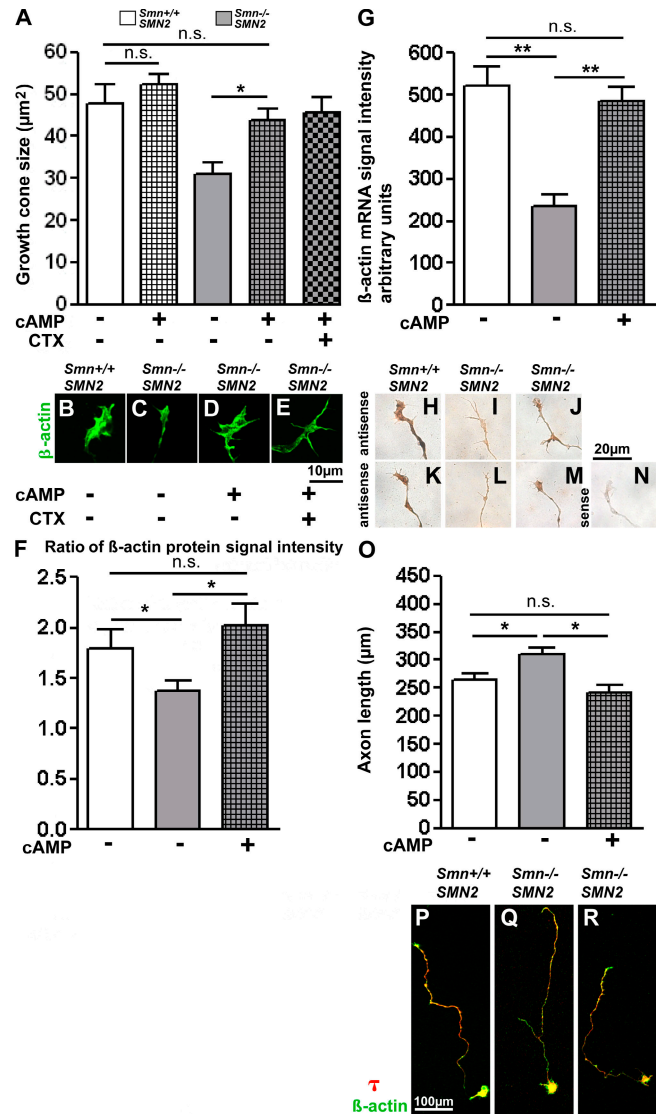 A
Smn+/+
SMN2
Smn-/-
SMN2
n.s.
n.s.
*
Growth cone size (µm²)
60
50
40
30
20
10
0
cAMP - + - + +
CTX +
Smn+/+
SMN2
Smn-/-
SMN2
Smn-/-
SMN2
Smn-/-
SMN2
β-actin
B C D E
10µm
cAMP - - + +
CTX - - - +
F
Ratio of ß-actin protein signal intensity
n.s.
* *
2.5
2.0
1.5
1.0
0.5
0.0
cAMP - - +
G
n.s.
** **
ß-actin mRNA signal intensity
arbitrary units
600
500
400
300
200
100
0
cAMP - - +
Smn+/+
SMN2
Smn-/-
SMN2
Smn-/-
SMN2
antisense
H I J
20µm
antisense
K L M
sense
N
O
n.s.
* *
Axon length (µm)
450
400
350
300
250
200
150
100
50
0
cAMP - - +
Smn+/+
SMN2
Smn-/-
SMN2
Smn-/-
SMN2
P Q R
τ
ß-actin
100µm